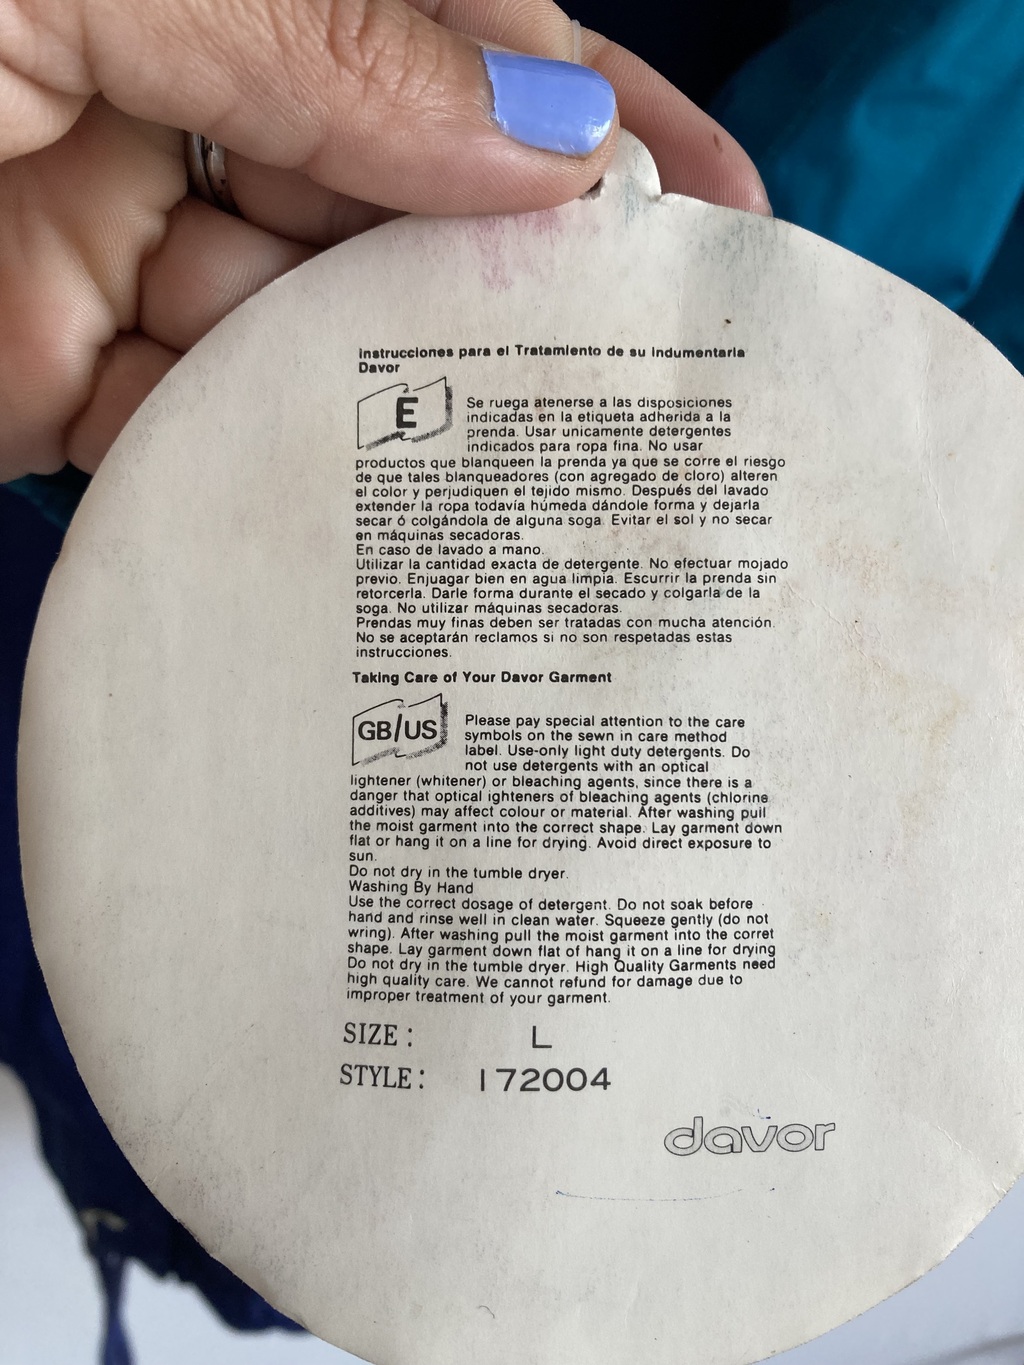 Instrucciones para el Tratamiento de su Indumentaria
Davor
E
Se ruega atenerse a las disposiciones
indicadas en la etiqueta adherida a la
prenda. Usar unicamente detergentes
indicados para ropa fina. No usar
productos que blanqueen la prenda ya que se corre el riesgo
de que tales blanqueadores (con agregado de cloro) alteren
el color y perjudiquen el tejido mismo. Después del lavado
extender la ropa todavía húmeda dándole forma y dejarla
secar ó colgándola de alguna soga. Evitar el sol y no secar
en máquinas secadoras.
En caso de lavado a mano.
Utilizar la cantidad exacta de detergente. No efectuar mojado
previo. Enjuagar bien en agua limpia. Escurrir la prenda sin
retorcerla. Darle forma durante el secado y colgarla de la
soga. No utilizar máquinas secadoras.
Prendas muy finas deben ser tratadas con mucha atención.
No se aceptarán reclamos si no son respetadas estas
instrucciones.
Taking Care of Your Davor Garment
GB/US
Please pay special attention to the care
symbols on the sewn in care method
label. Use-only light duty detergents. Do
not use detergents with an optical
lightener (whitener) or bleaching agents, since there is a
danger that optical ighteners of bleaching agents (chlorine
additives) may affect colour or material. After washing pull
the moist garment into the correct shape. Lay garment down
flat or hang it on a line for drying. Avoid direct exposure to
sun.
Do not dry in the tumble dryer.
Washing By Hand
Use the correct dosage of detergent. Do not soak before
hand and rinse well in clean water. Squeeze gently (do not
wring). After washing pull the moist garment into the corret
shape. Lay garment down flat of hang it on a line for drying
Do not dry in the tumble dryer. High Quality Garments need
high quality care. We cannot refund for damage due to
improper treatment of your garment.
SIZE: L
STYLE: 172004
davor